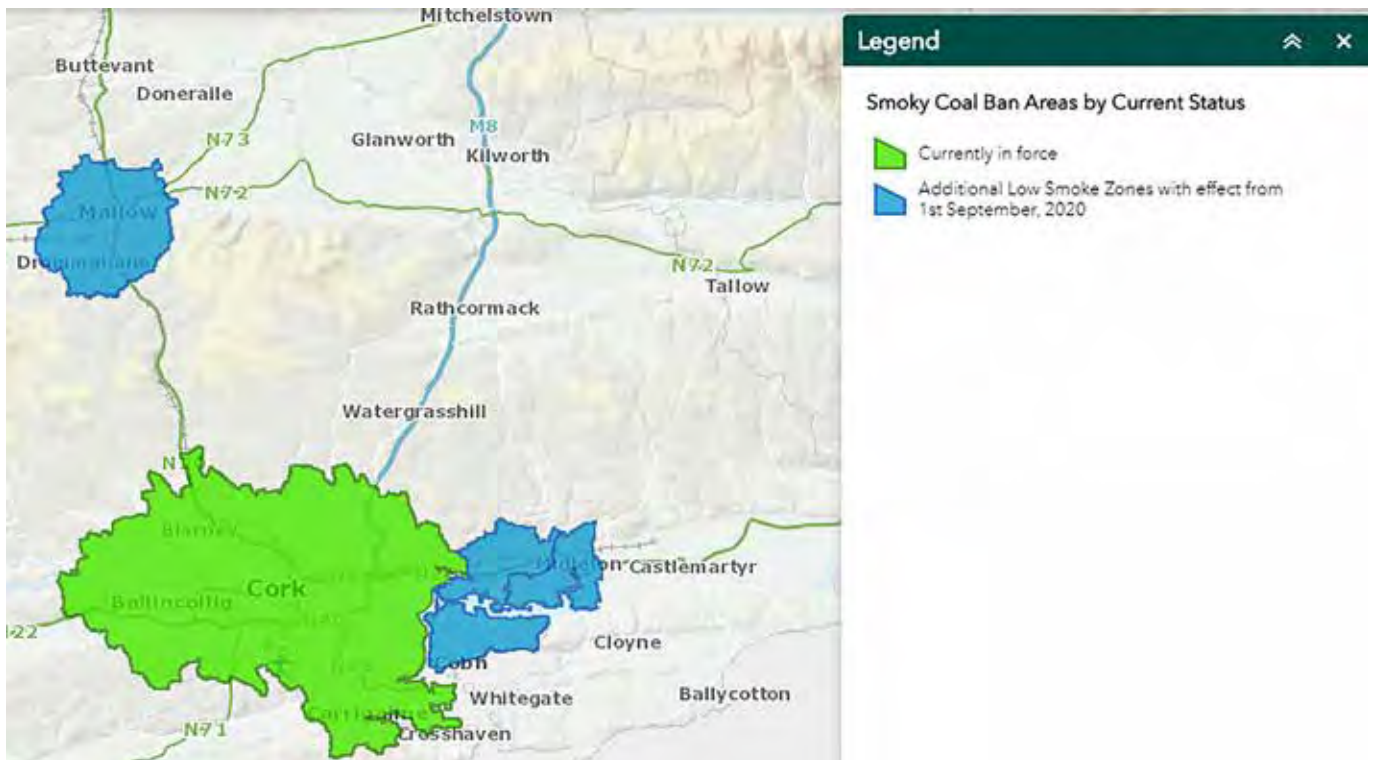 Mitchelstown
Buttevant
Doneraile
N73
Glanworth
M8
Kilworth
N72
Mallow
N72
Tallow
Rathcormack
Watergrasshill
Blarney
Midleton
Castlemartyr
Cork
Ballincollig
Cloyne
Cobh
Whitegate
Ballycotton
Carrigaline
N71
Crosshaven
Legend
Smoky Coal Ban Areas by Current Status
Currently in force
Additional Low Smoke Zones with effect from
1st September, 2020